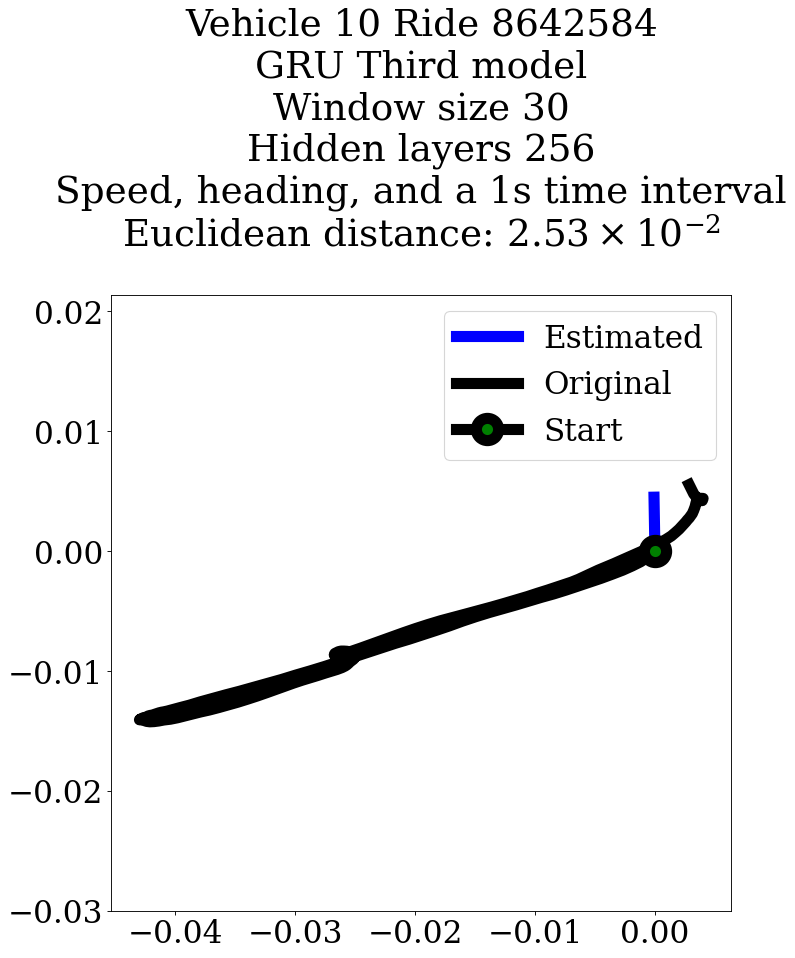 Vehicle 10 Ride 8642584
GRU Third model
Window size 30
Hidden layers 256
Speed, heading, and a 1s time interval
Euclidean distance: 2.53 × 10⁻²
Estimated
Original
Start
0.02
0.01
0.00
−0.01
−0.02
−0.03
−0.04 −0.03 −0.02 −0.01 0.00